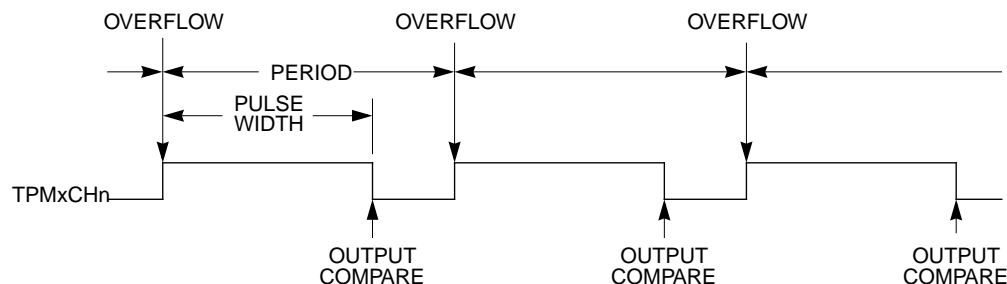 OVERFLOW
OVERFLOW
OVERFLOW
PERIOD
PULSE
WIDTH
TPMxCHn
OUTPUT
COMPARE
OUTPUT
COMPARE
OUTPUT
COMPARE